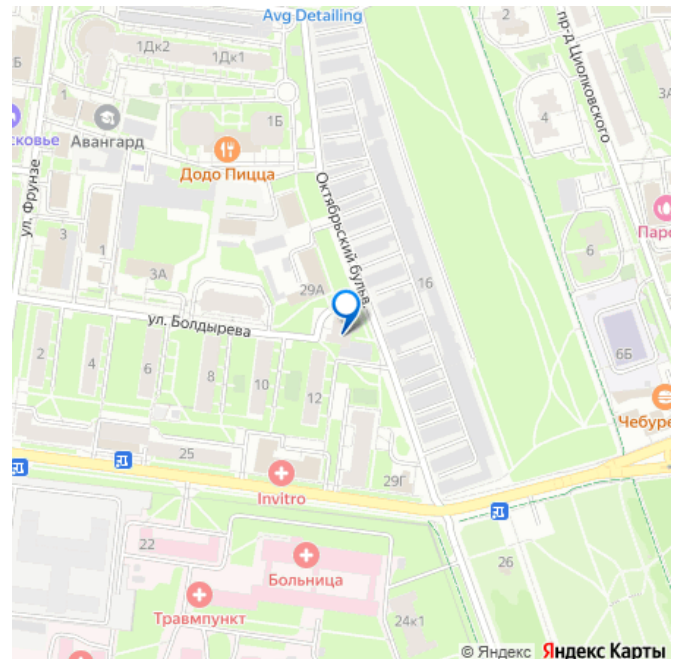 Avg Detailing
2
пр-д Циолковского
1Дк2
1Дк1
Б
1
Авангард
1Б
4
3А
сковье
Додо Пицца
ул. Фрунзе
Октябрьский бульв.
Паро
3
1
3А
29А
16
6
ул. Болдырева
2
4
6
8
10
12
6Б
Чебуре
25
Invitro
29Г
22
Больница
26
Травмпункт
24к1
© Яндекс Яндекс Карты